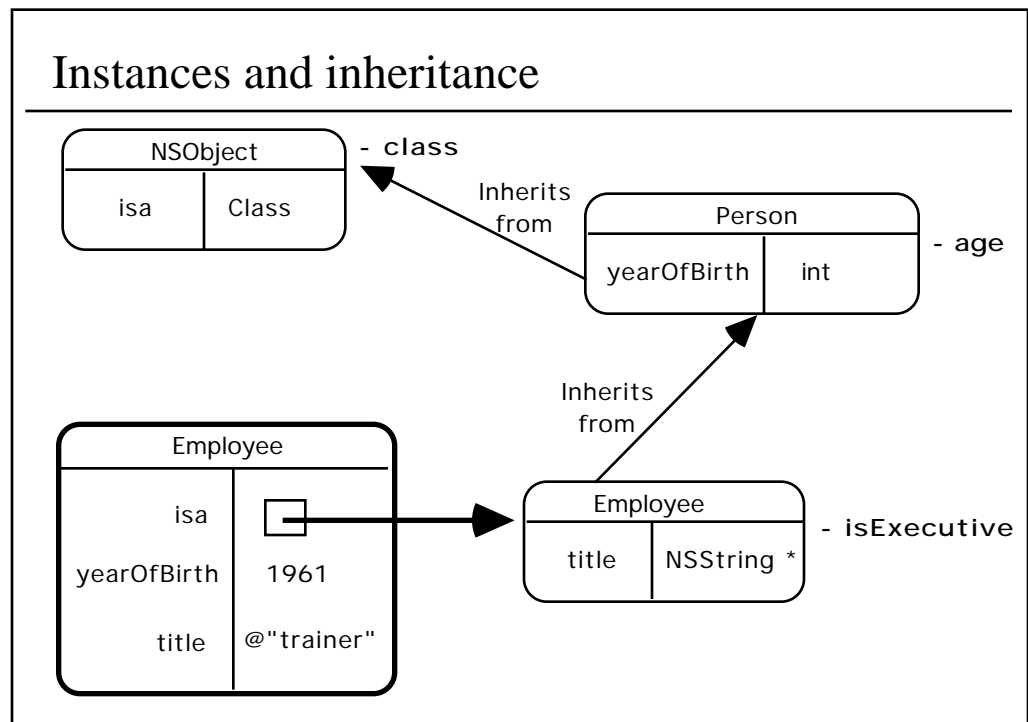 Instances and inheritance
NSObject
- class
isa Class
Inherits
from
Person
- age
yearOfBirth int
Inherits
from
Employee
isa
yearOfBirth 1961
title @"trainer"
Employee
- isExecutive
title NSString *